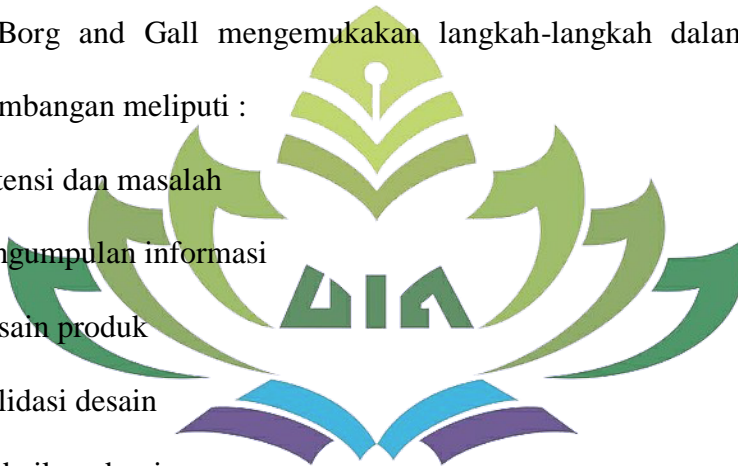 Borg and Gall mengemukakan langkah-langkah dalam
mbangan meliputi :
tensi dan masalah
ngumpulan informasi
sain produk
lidasi desain